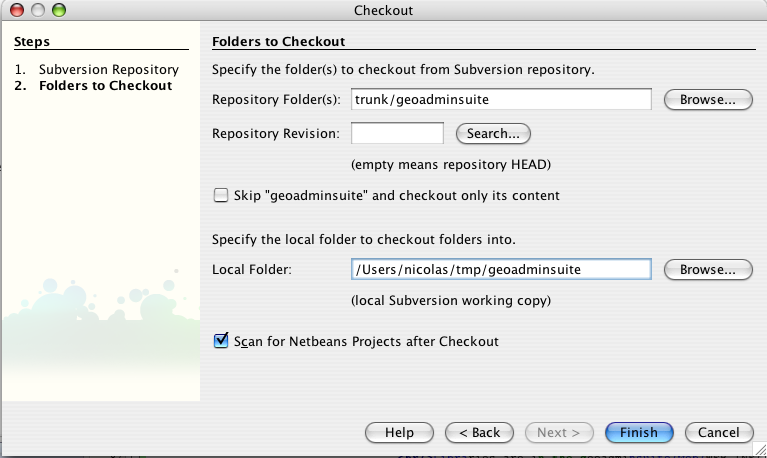 Checkout
Steps
1. Subversion Repository
2. Folders to Checkout
Folders to Checkout
Specify the folder(s) to checkout from Subversion repository.
Repository Folder(s): trunk/geoadminsuite Browse...
Repository Revision: Search...
(empty means repository HEAD)
Skip "geoadminsuite" and checkout only its content
Specify the local folder to checkout folders into.
Local Folder: /Users/nicolas/tmp/geoadminsuite Browse...
(local Subversion working copy)
Scan for Netbeans Projects after Checkout
Help < Back Next > Finish Cancel